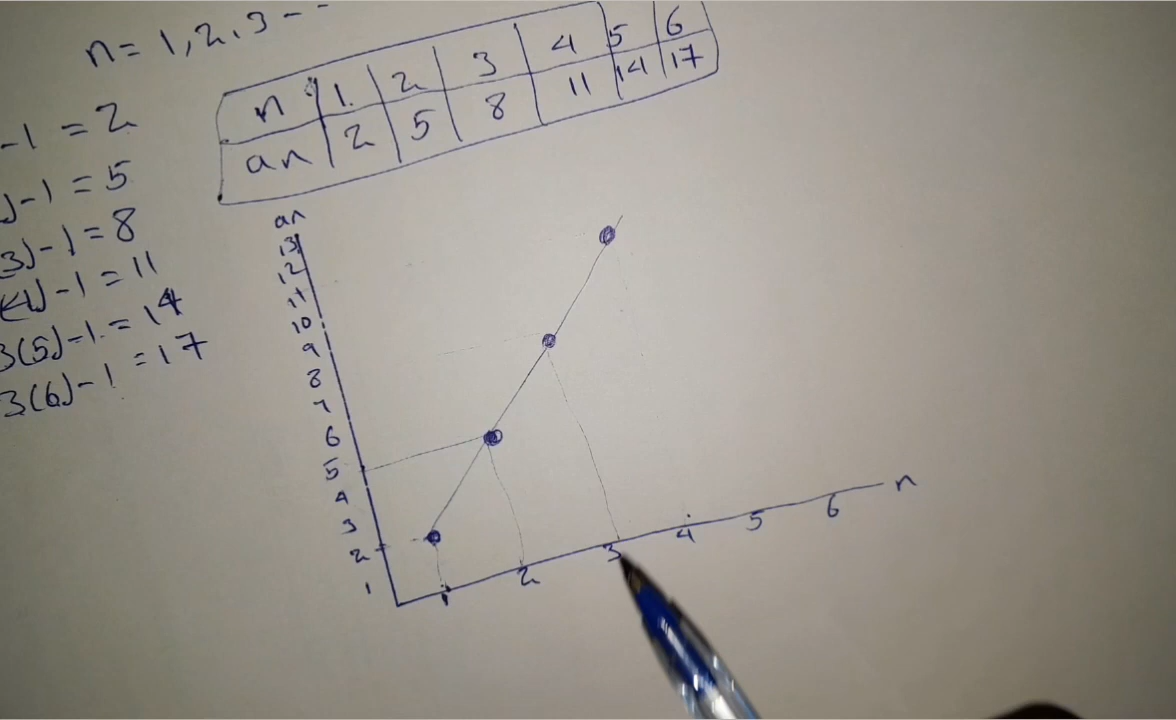 n = 1, 2, 3 - -
n 1. 2 3 4 5 6
an 2 5 8 11 14 17
-1 = 2
)-1 = 5
3)-1 = 8
(4)-1 = 11
3(5)-1 = 14
3(6)-1 = 17
an
13
12
11
10
9
8
7
6
5
4
3
2
1
1 2 3 4 5 6 n